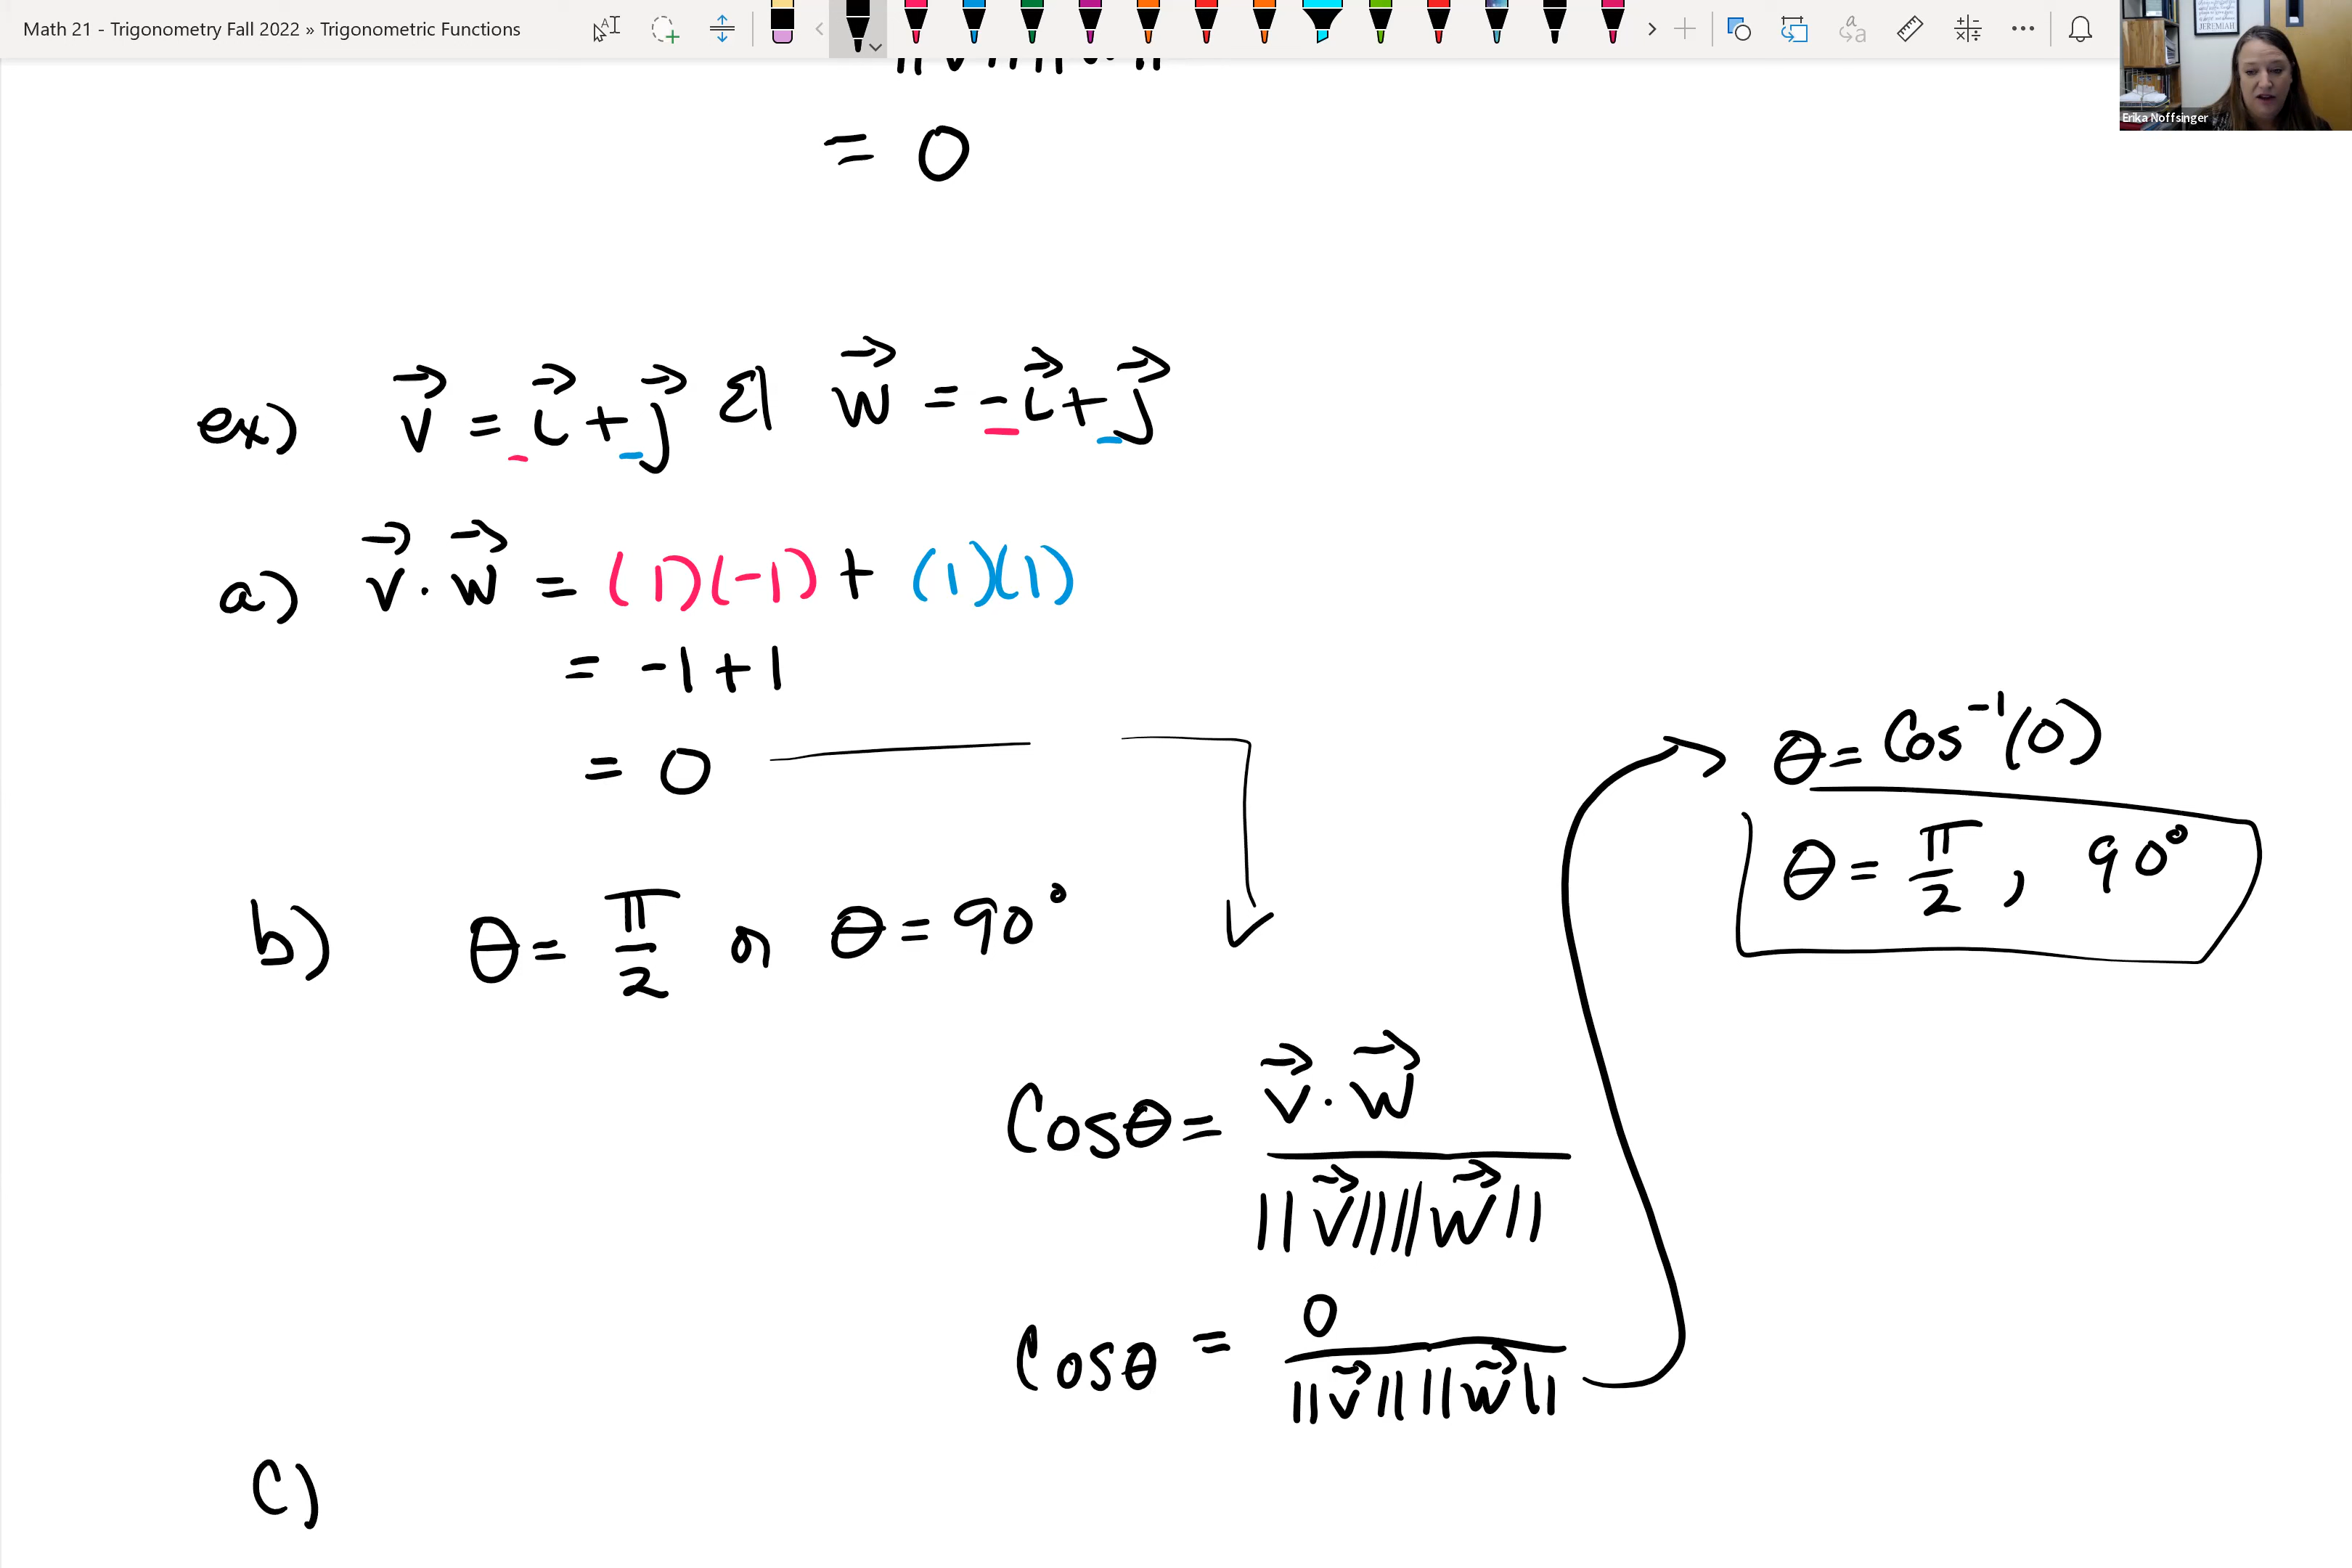 Math 21 - Trigonometry Fall 2022 » Trigonometric Functions
JEREMIAH
Erika Noffsinger
= 0
ex) v⃗ = i⃗ + j⃗ & w⃗ = -i⃗ + j⃗
a) v⃗ · w⃗ = (1)(-1) + (1)(1)
= -1 + 1
= 0
b) θ = π/2 or θ = 90°
Cosθ = v⃗ · w⃗ / ||v⃗|| ||w⃗||
Cosθ = 0 / ||v⃗|| ||w⃗||
θ = Cos⁻¹(0)
θ = π/2, 90°
c)